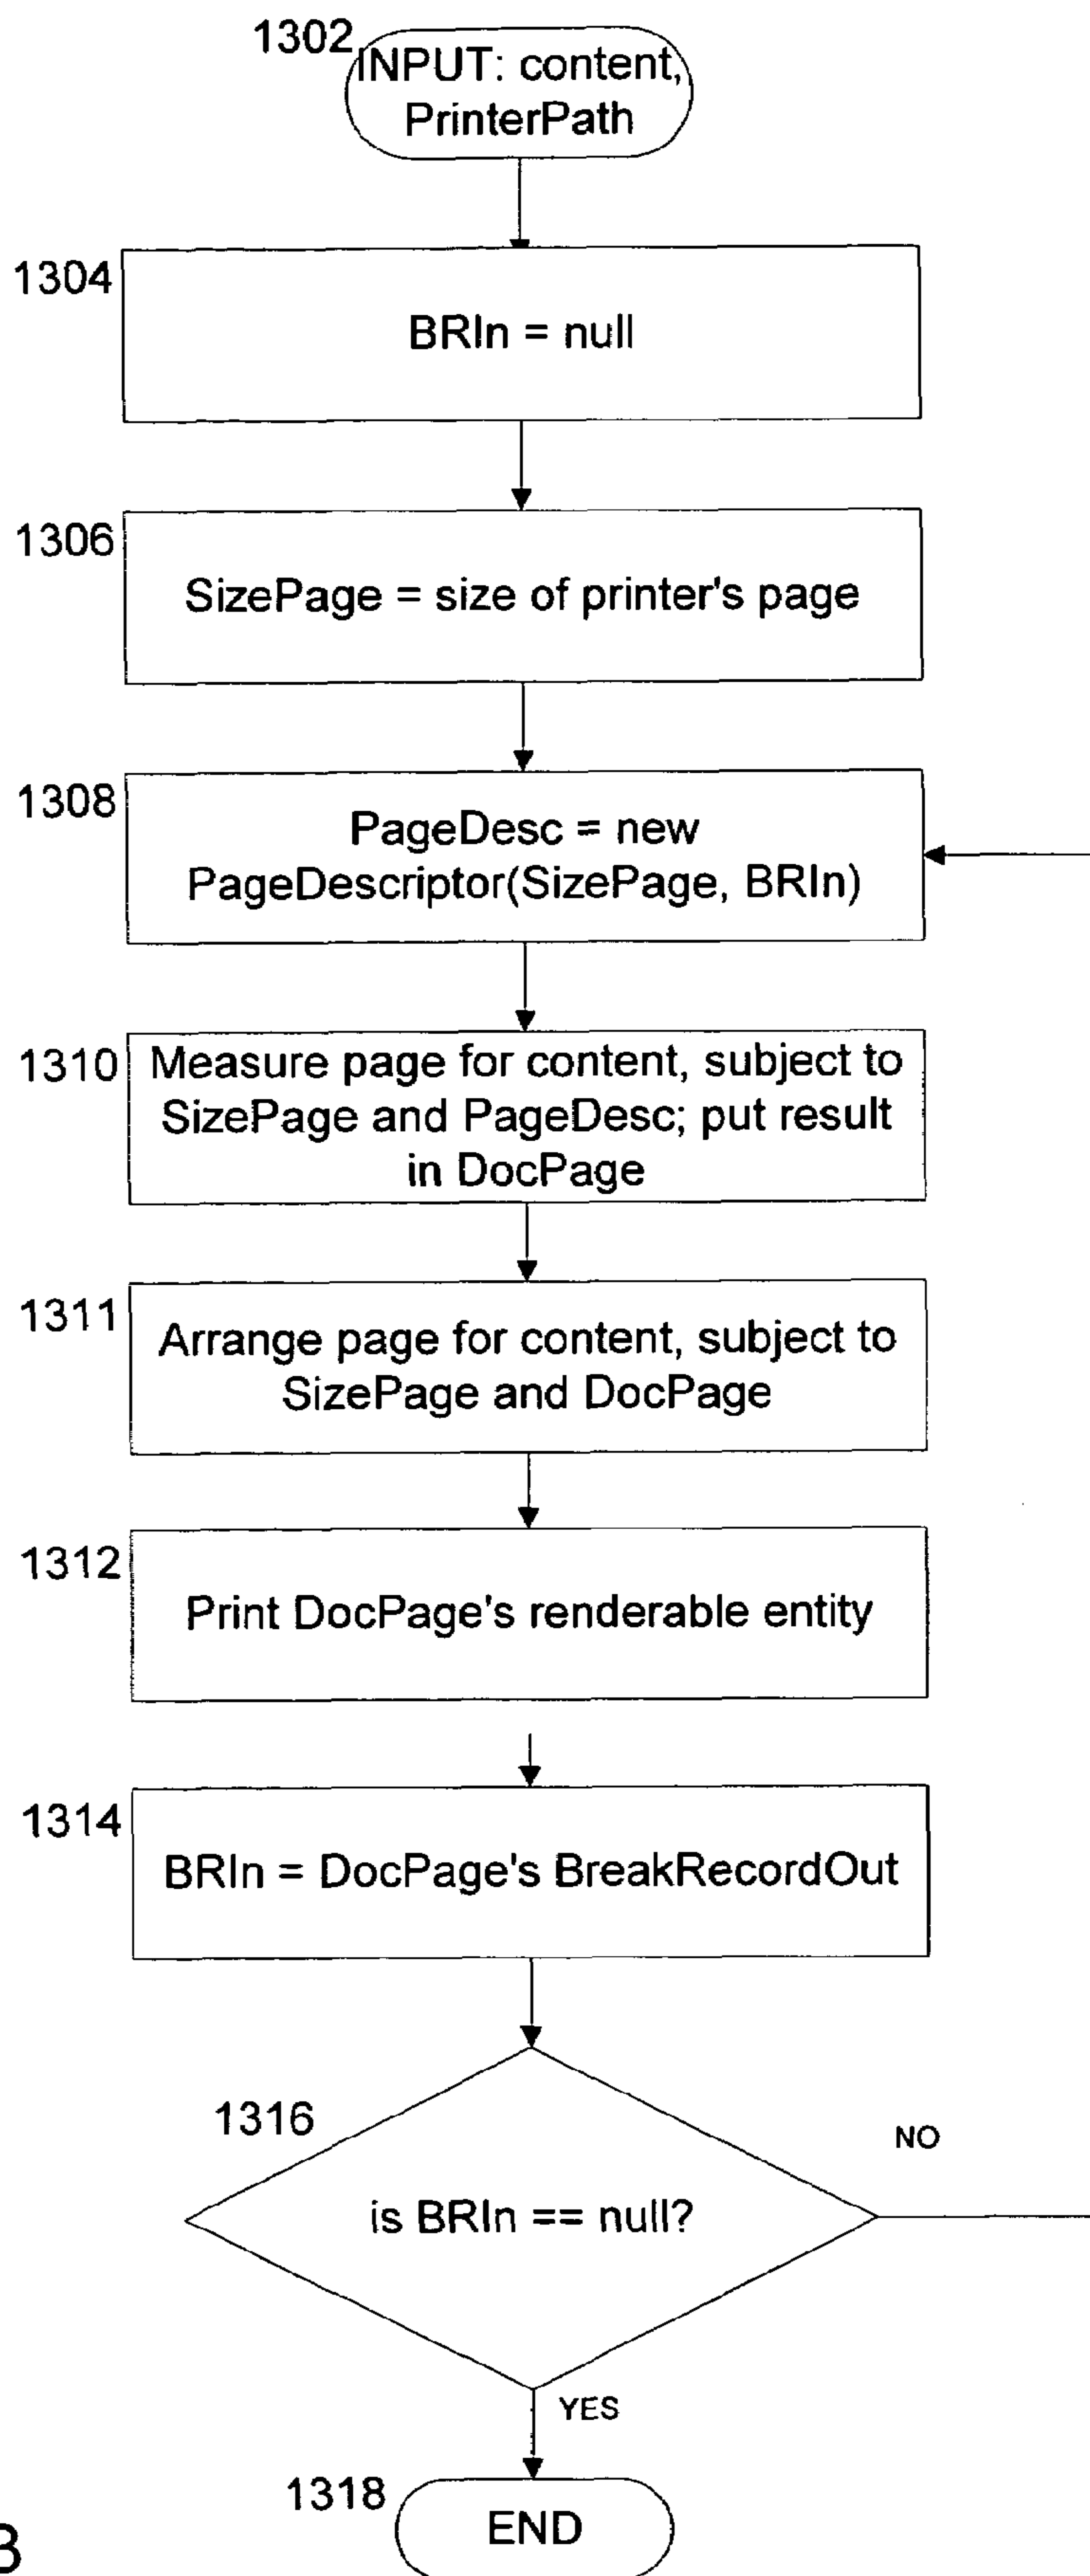 1302
INPUT: content,
PrinterPath
1304
BRIn = null
1306
SizePage = size of printer's page
1308
PageDesc = new
PageDescriptor(SizePage, BRIn)
1310
Measure page for content, subject to
SizePage and PageDesc; put result
in DocPage
1311
Arrange page for content, subject to
SizePage and DocPage
1312
Print DocPage's renderable entity
1314
BRIn = DocPage's BreakRecordOut
1316
is BRIn == null?
NO
YES
1318
END